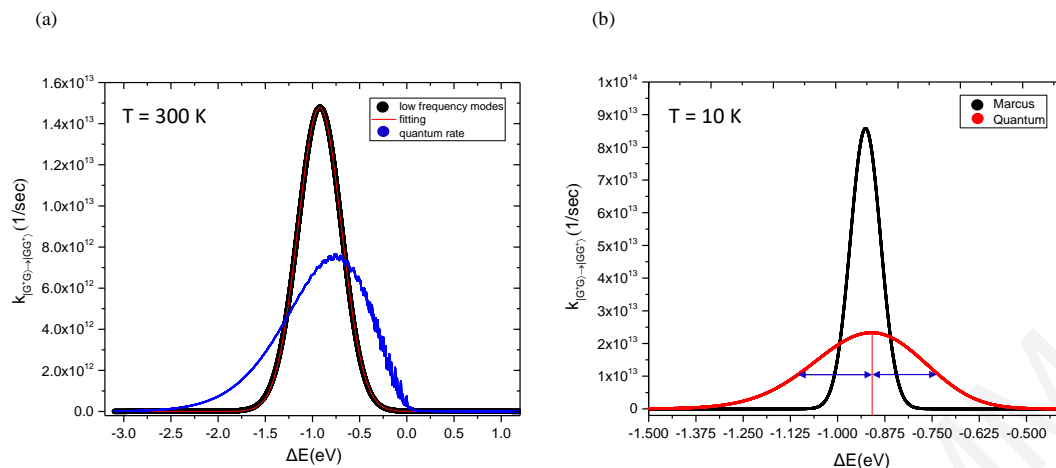 (a)
(b)
1.6x10¹³
1.4x10¹³
1.2x10¹³
1.0x10¹³
8.0x10¹²
6.0x10¹²
4.0x10¹²
2.0x10¹²
0.0
T = 300 K
low frequency modes
fitting
quantum rate
k|G⁺G⟩→|GG⁺⟩ (1/sec)
-3.0 -2.5 -2.0 -1.5 -1.0 -0.5 0.0 0.5 1.0
ΔE(eV)
1x10¹⁴
9x10¹³
8x10¹³
7x10¹³
6x10¹³
5x10¹³
4x10¹³
3x10¹³
2x10¹³
1x10¹³
0
T = 10 K
Marcus
Quantum
k|G⁺G⟩→|GG⁺⟩ (1/sec)
-1.500 -1.375 -1.250 -1.125 -1.000 -0.875 -0.750 -0.625 -0.500
ΔE(eV)